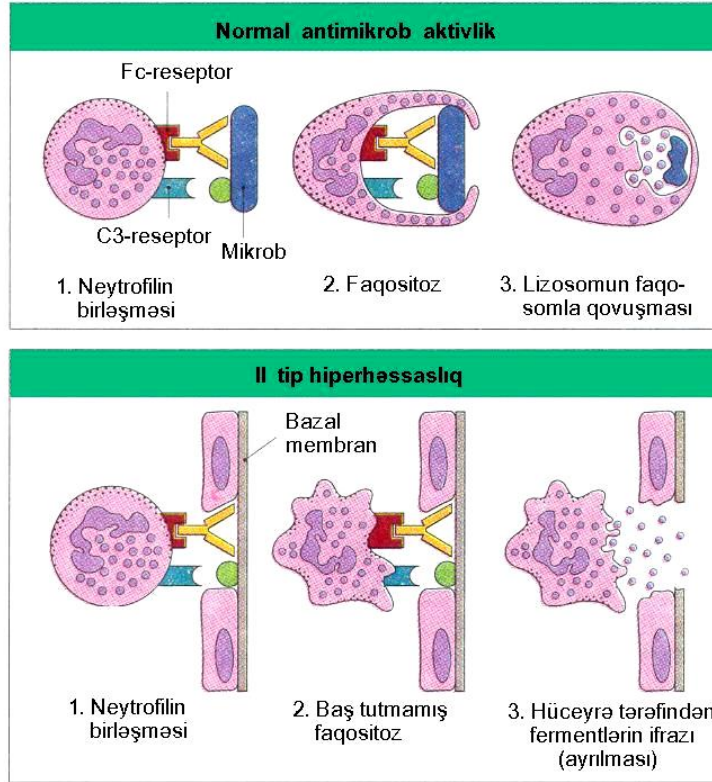 Normal antimikrob aktivlik
Fc-reseptor
C3-reseptor
Mikrob
1. Neytrofilin
birləşməsi
2. Faqositoz
3. Lizosomun faqo-
somla qovuşması
II tip hiperhəssaslıq
Bazal
membran
1. Neytrofilin
birləşməsi
2. Baş tutmamış
faqositoz
3. Hüceyrə tərəfindən
fermentlərin ifrazı
(ayrılması)